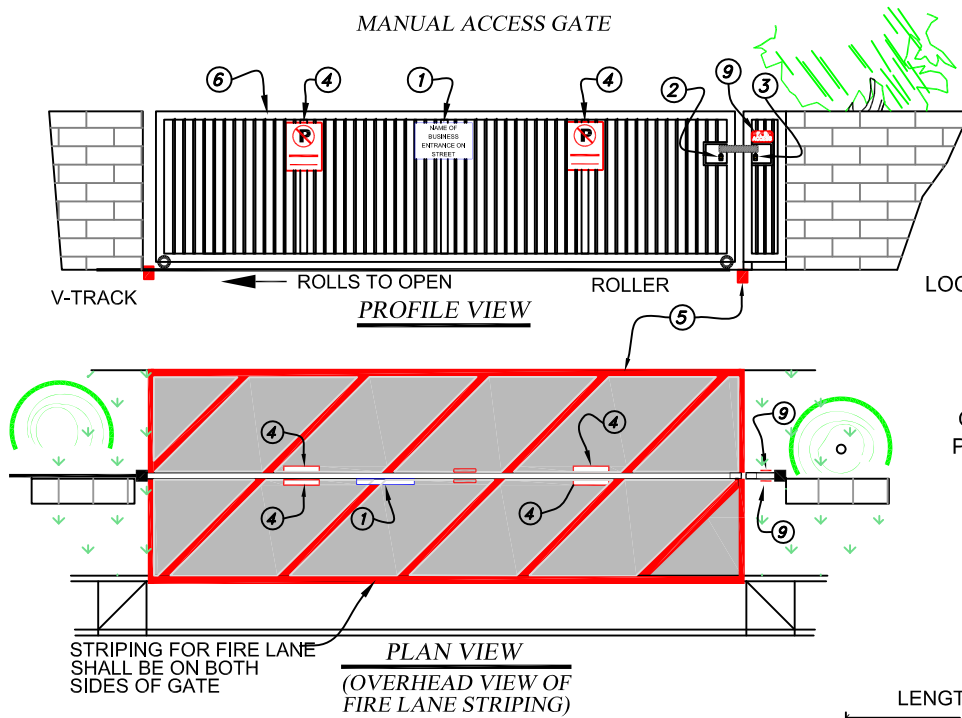 MANUAL ACCESS GATE
6
4
1
4
2
9
3
P
NAME OF
BUSINESS
ENTRANCE ON
STREET
P
V-TRACK
ROLLS TO OPEN
ROLLER
LOC
PROFILE VIEW
5
4
4
9
P
4
1
4
9
STRIPING FOR FIRE LANE
SHALL BE ON BOTH
SIDES OF GATE
PLAN VIEW
(OVERHEAD VIEW OF
FIRE LANE STRIPING)
LENGT